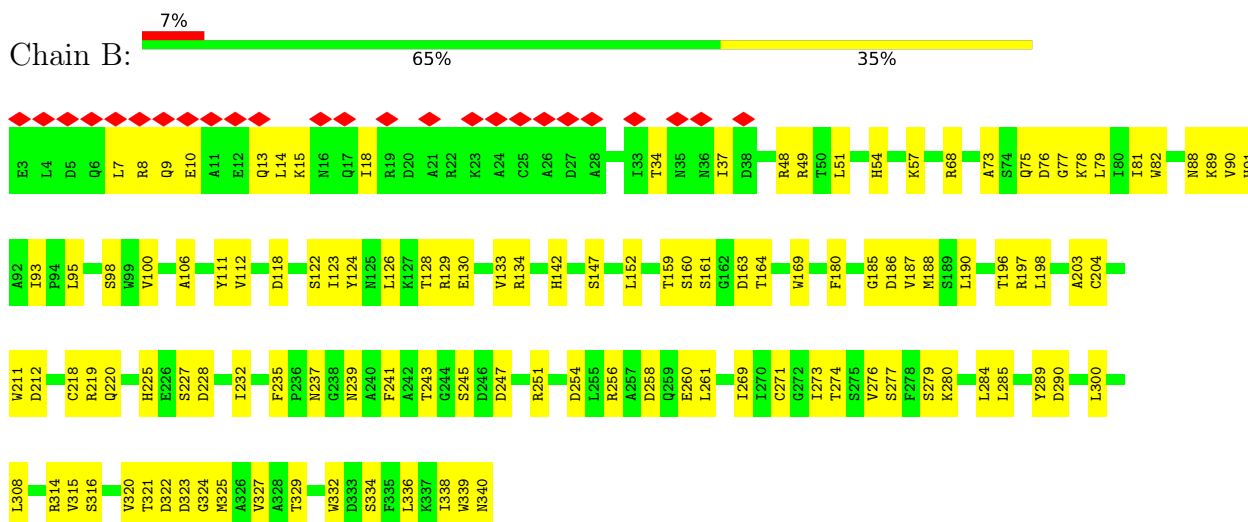 7%
Chain B:
65% 35%
E3 L4 D5 Q6 L7 R8 Q9 E10 A11 E12 Q13 L14 K15 N16 Q17 I18 R19 D20 A21 R22 K23 A24 C25 A26 D27 A28 I33 T34 N35 N36 I37 D38 R48 R49 T50 L51 H54 K57 R68 A73 S74 Q75 D76 G77 K78 L79 I80 I81 W82 N88 K89 V90
A92 I93 P94 L95 S98 W99 V100 A106 Y111 V112 D118 S122 I123 Y124 N125 L126 K127 T128 R129 E130 V133 R134 H142 S147 L152 T159 S160 S161 G162 D163 T164 W169 F180 G185 D186 V187 M188 S189 L190 T196 R197 L198 A203 C204
W211 D212 C218 R219 Q220 H225 E226 S227 D228 I232 F235 P236 N237 G238 N239 A240 F241 A242 T243 G244 S245 D246 D247 R251 D254 L255 R256 A257 D258 Q259 E260 L261 I269 I270 C271 G272 I273 T274 S275 V276 S277 F278 S279 K280 L284 L285 Y289 D290 L300
L308 R314 V315 S316 V320 T321 D322 D323 G324 M325 A326 V327 A328 T329 W332 D333 S334 F335 L336 K337 I338 W339 N340